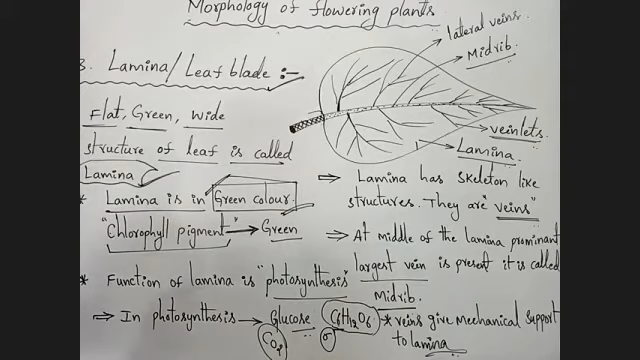 Morphology of flowering plants
3. Lamina/Leaf blade :-
Flat, Green, wide
structure of leaf is called
Lamina
* Lamina is in Green colour.
"Chlorophyll pigment" → Green
* Function of lamina is "photosynthesis"
⇒ In photosynthesis → Glucose C6H12O6
lateral veins
Midrib
veinlets
Lamina
⇒ Lamina has skeleton like
structures. They are "veins"
⇒ At middle of the lamina prominant
largest vein is present it is called
Midrib.
* veins give Mechanical support
to lamina